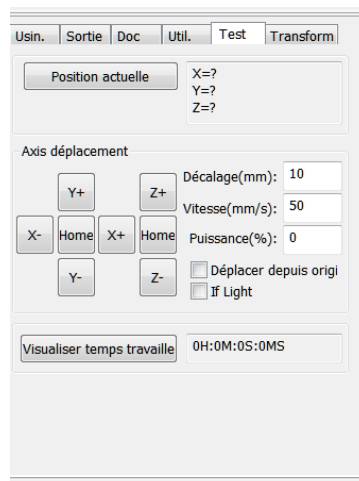 Usin. Sortie Doc Util. Test Transform
Position actuelle
X=?
Y=?
Z=?
Axis déplacement
Y+ Z+
X- Home X+ Home
Y- Z-
Décalage(mm): 10
Vitesse(mm/s): 50
Puissance(%): 0
Déplacer depuis origi
If Light
Visualiser temps travaille 0H:0M:0S:0MS